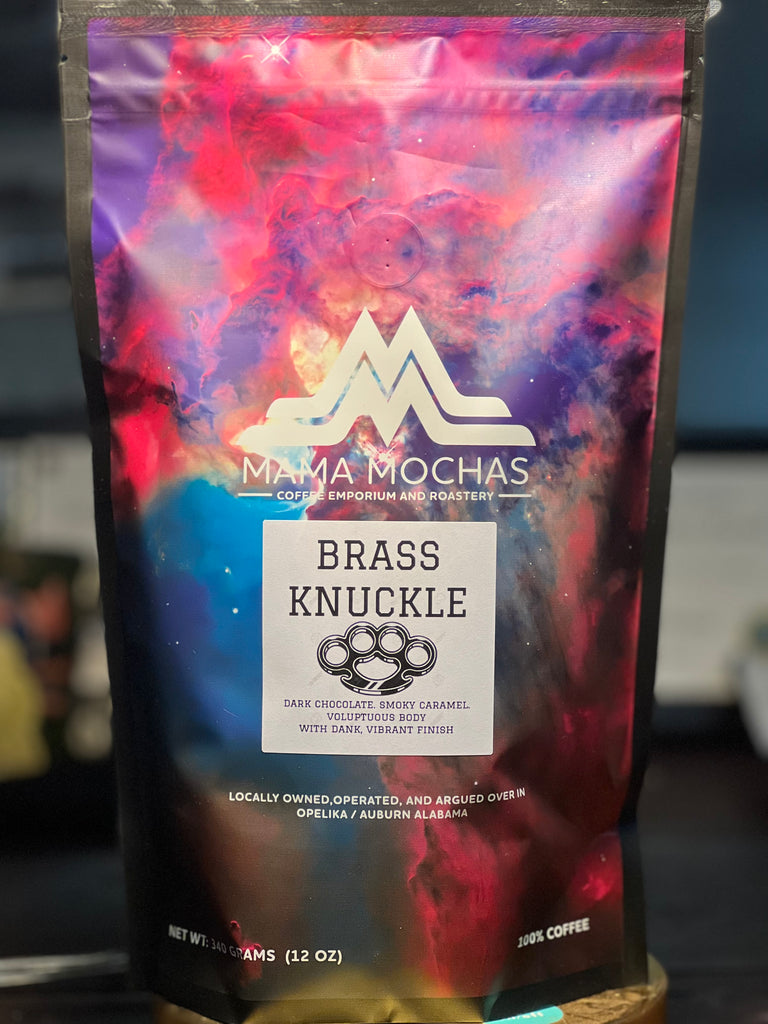 MAMA MOCHAS
COFFEE EMPORIUM AND ROASTERY
BRASS
KNUCKLE
DARK CHOCOLATE. SMOKY CARAMEL.
VOLUPTUOUS BODY
WITH DANK, VIBRANT FINISH
LOCALLY OWNED,OPERATED, AND ARGUED OVER IN
OPELIKA / AUBURN ALABAMA
NET WT: 340 GRAMS (12 OZ)
100% COFFEE